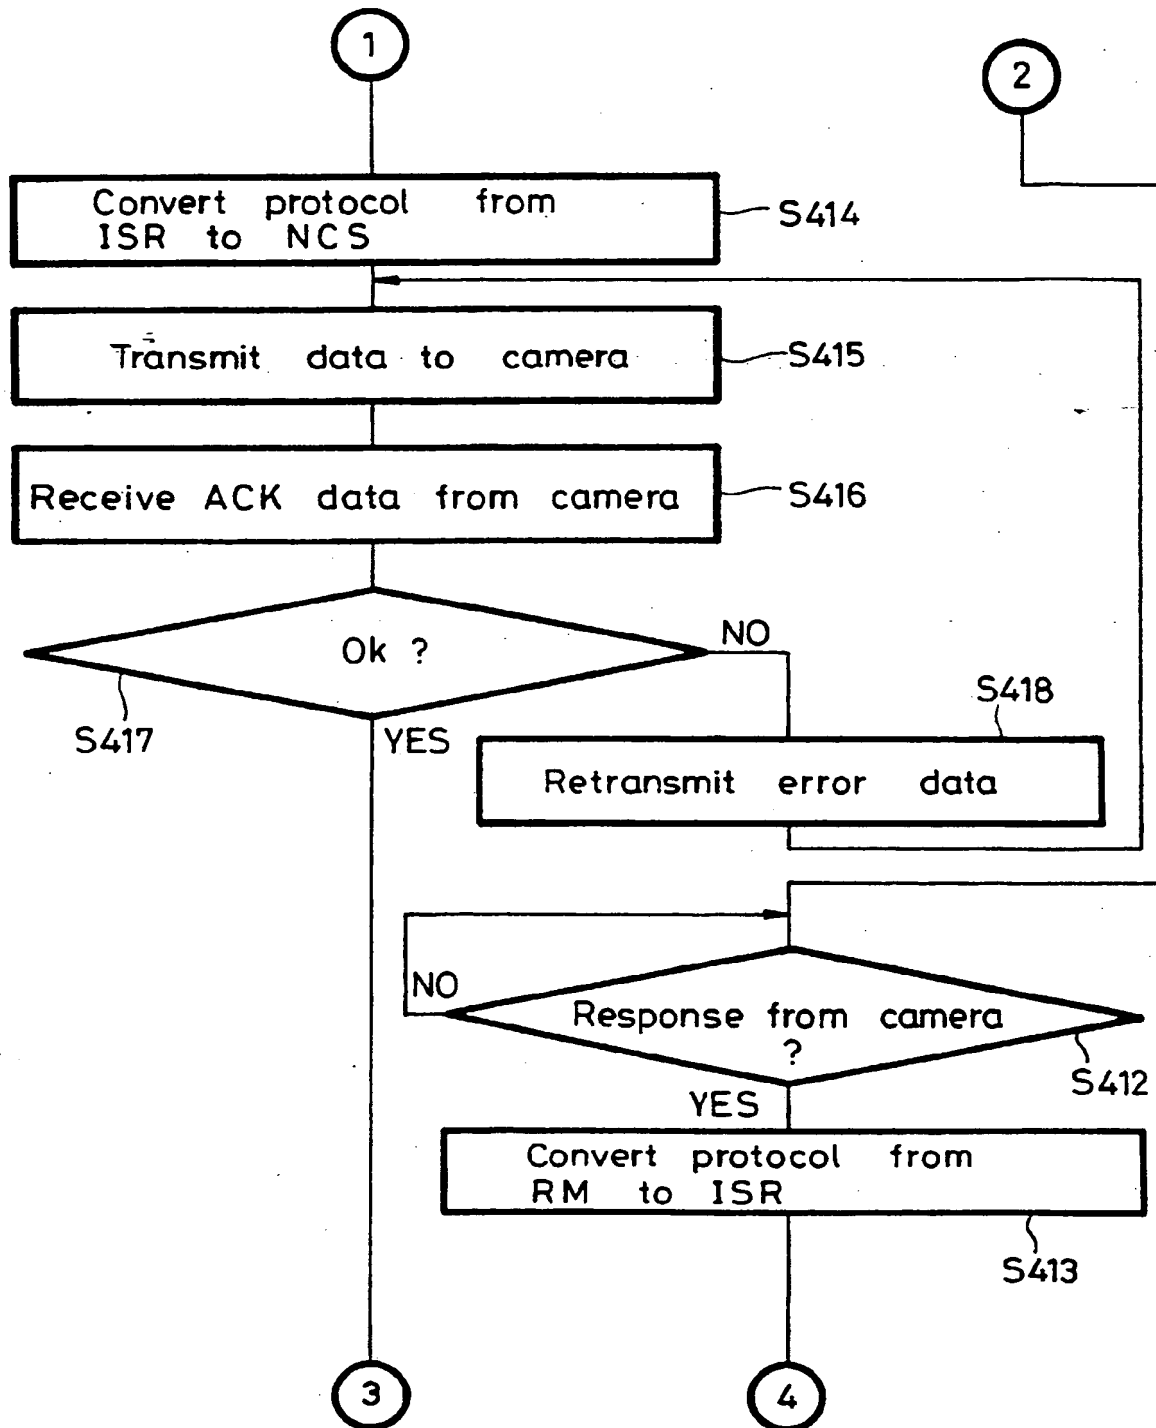 1
2
Convert protocol from
ISR to NCS
S414
Transmit data to camera
S415
Receive ACK data from camera
S416
Ok ?
NO
S417
YES
S418
Retransmit error data
NO
Response from camera
?
S412
YES
Convert protocol from
RM to ISR
S413
3
4